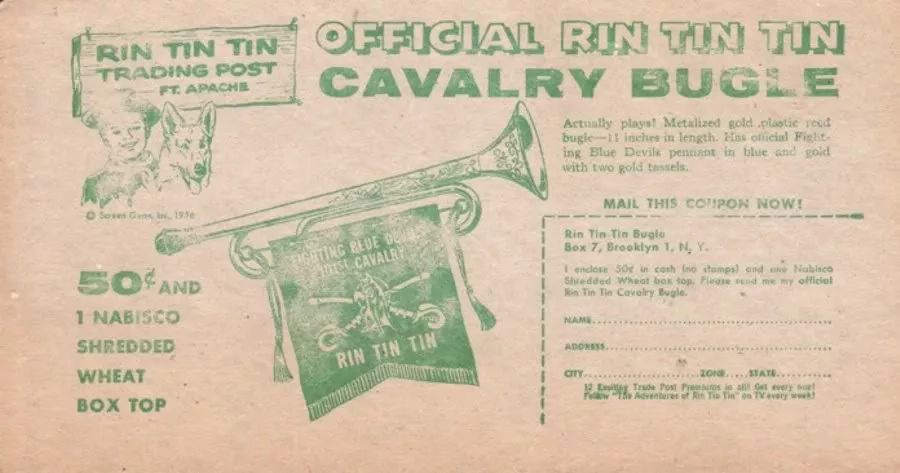 RIN TIN TIN
TRADING POST
FT. APACHE
OFFICIAL RIN TIN TIN
CAVALRY BUGLE
Actually plays! Metalized gold plastic reed
bugle—11 inches in length. Has official Fight-
ing Blue Devils pennant in blue and gold
with two gold tassels.
© Screen Gems, Inc., 1956
FIGHTING BLUE DEVILS
101ST CAVALRY
RIN TIN TIN
50¢ AND
1 NABISCO
SHREDDED
WHEAT
BOX TOP
MAIL THIS COUPON NOW!
Rin Tin Tin Bugle
Box 7, Brooklyn 1, N. Y.
I enclose 50¢ in cash (no stamps) and one Nabisco
Shredded Wheat box top. Please send me my official
Rin Tin Tin Cavalry Bugle.
NAME
ADDRESS
CITY ZONE STATE
12 Exciting Trade Post Premiums in all! Get every one!
Follow "The Adventures of Rin Tin Tin" on TV every week!